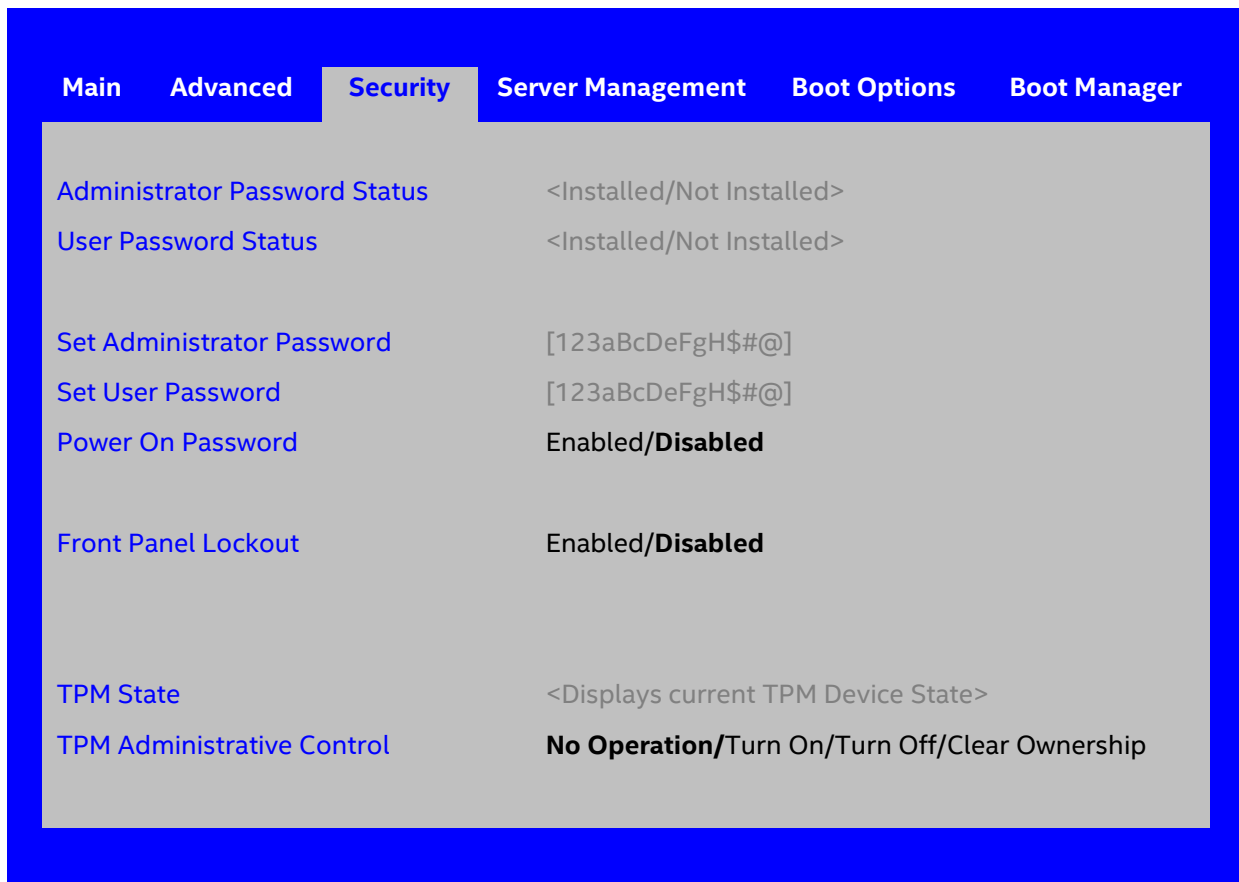 Main Advanced Security Server Management Boot Options Boot Manager
Administrator Password Status <Installed/Not Installed>
User Password Status <Installed/Not Installed>
Set Administrator Password [123aBcDeFgH$#@]
Set User Password [123aBcDeFgH$#@]
Power On Password Enabled/Disabled
Front Panel Lockout Enabled/Disabled
TPM State <Displays current TPM Device State>
TPM Administrative Control No Operation/Turn On/Turn Off/Clear Ownership